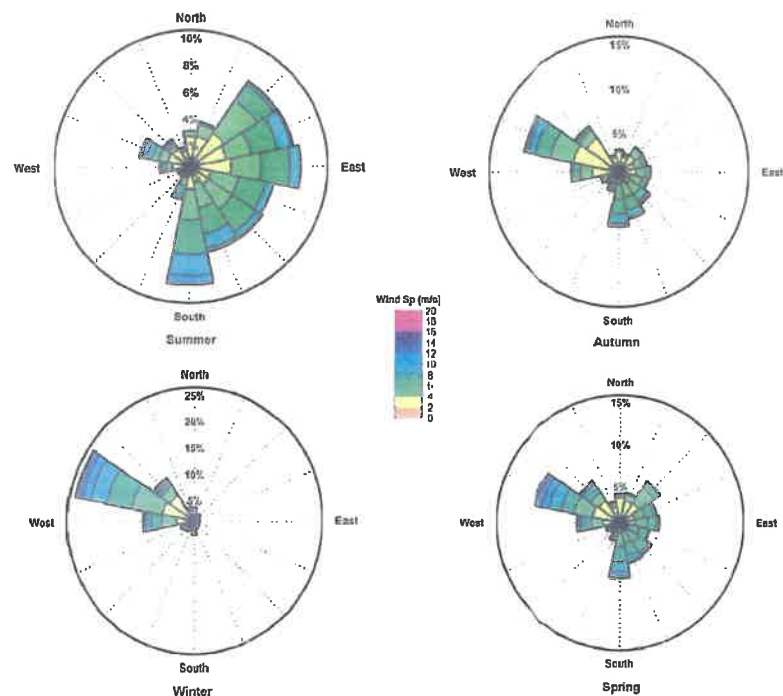 North
10%
8%
6%
4%
West
East
South
Summer
North
15%
10%
5%
West
East
South
Autumn
Wind Sp (m/s)
20
18
16
14
12
10
8
6
4
2
0
North
25%
20%
15%
10%
5%
West
East
South
Winter
North
15%
10%
5%
West
East
South
Spring